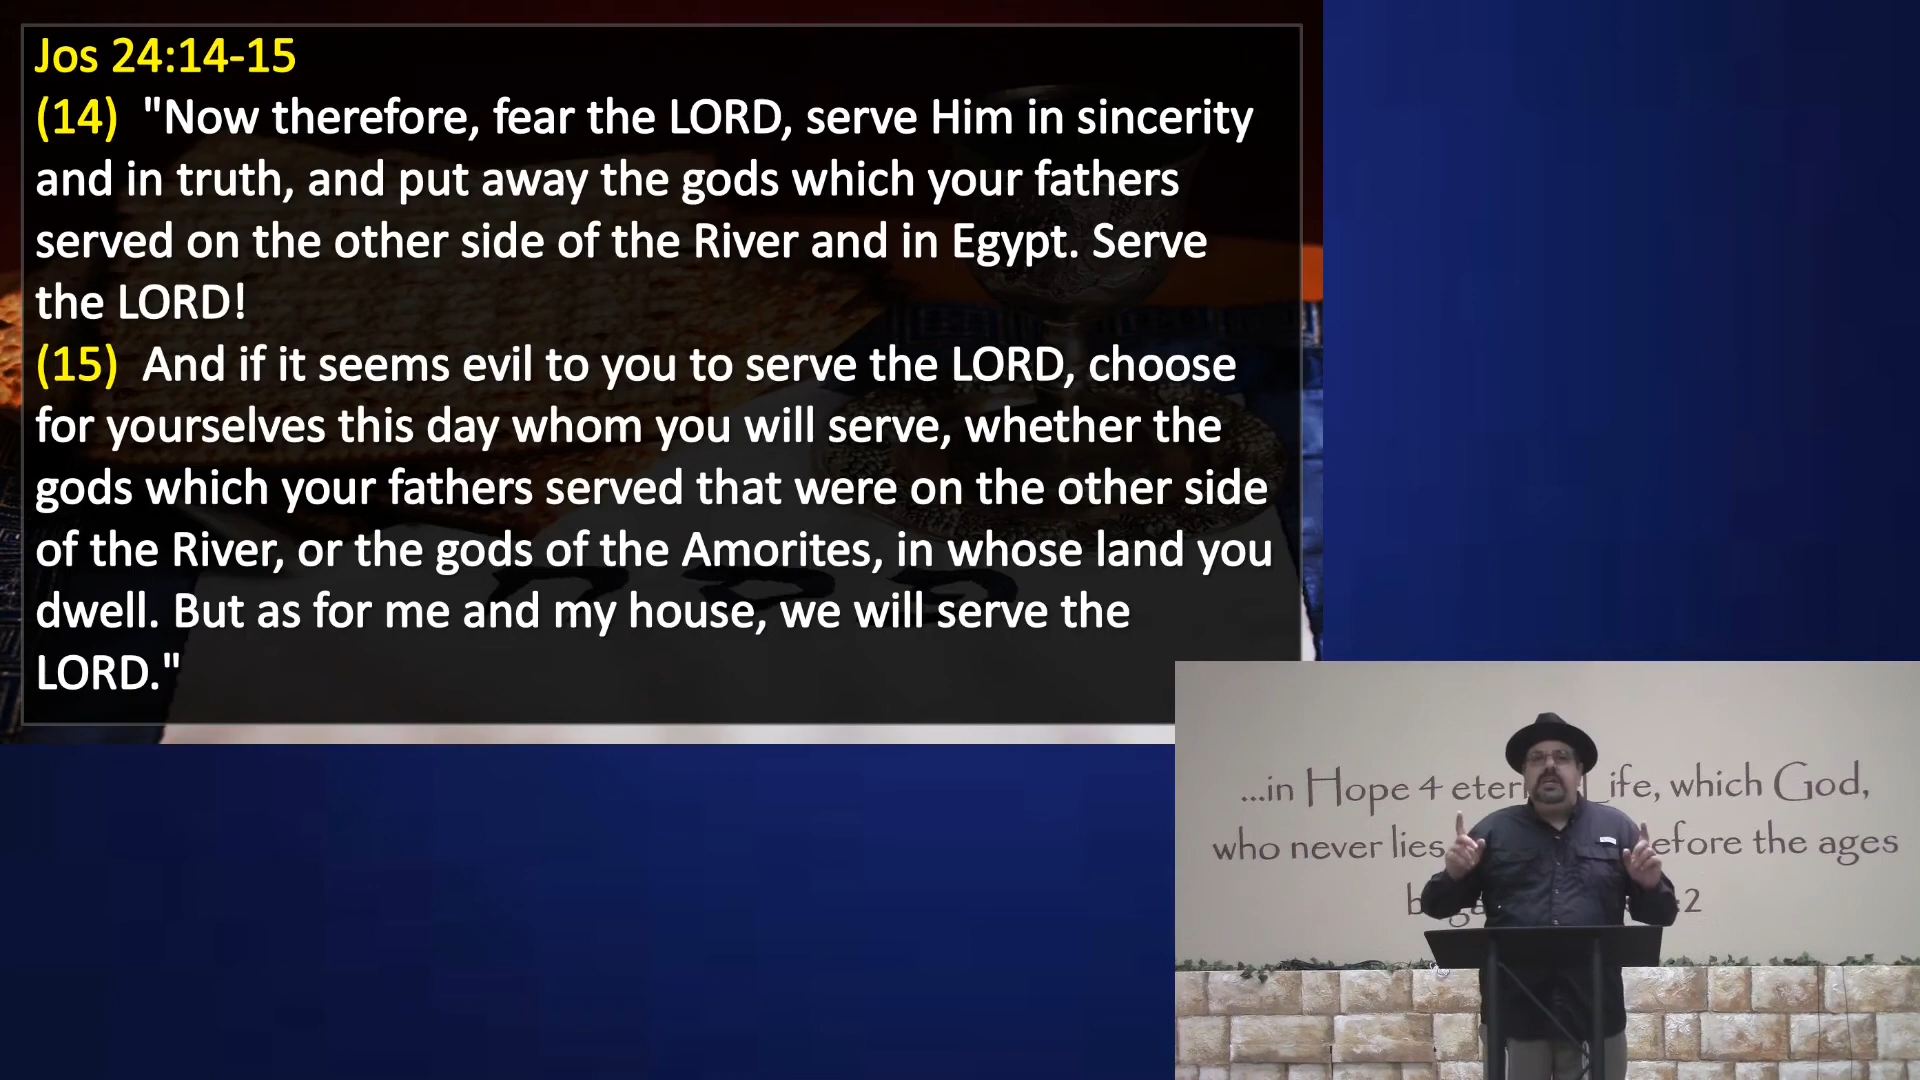 Jos 24:14-15
(14) "Now therefore, fear the LORD, serve Him in sincerity
and in truth, and put away the gods which your fathers
served on the other side of the River and in Egypt. Serve
the LORD!
(15) And if it seems evil to you to serve the LORD, choose
for yourselves this day whom you will serve, whether the
gods which your fathers served that were on the other side
of the River, or the gods of the Amorites, in whose land you
dwell. But as for me and my house, we will serve the
LORD."
...in Hope 4 eter Life, which God,
who never lies efore the ages
2